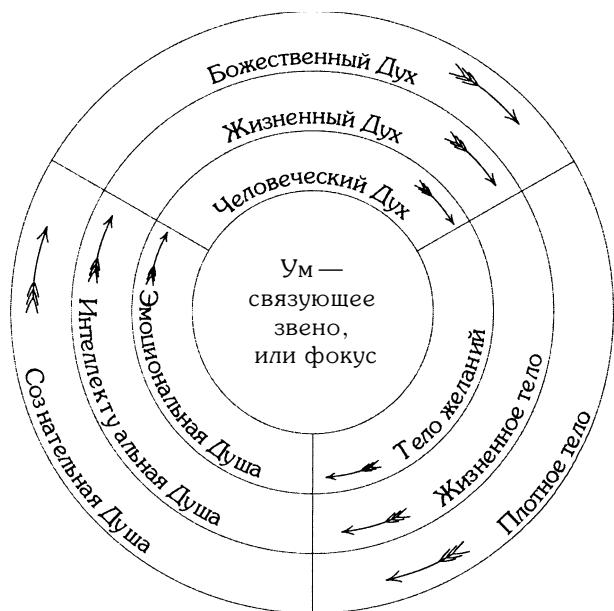 Божественный Дух
Жизненный Дух
Человеческий Дух
Ум —
связующее
звено,
или фокус
Эмоциональная Душа
Интеллектуальная Душа
Сознательная Душа
Тело желаний
Жизненное тело
Плотное тело